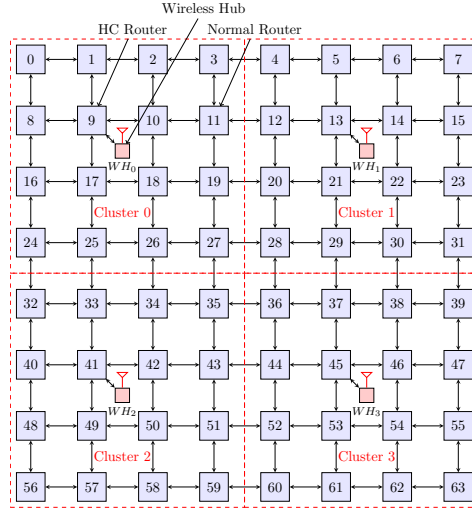 Wireless Hub
HC Router
Normal Router
0 1 2 3 4 5 6 7
8 9 10 11 12 13 14 15
WH0 WH1
16 17 18 19 20 21 22 23
Cluster 0 Cluster 1
24 25 26 27 28 29 30 31
32 33 34 35 36 37 38 39
40 41 42 43 44 45 46 47
WH2 WH3
48 49 50 51 52 53 54 55
Cluster 2 Cluster 3
56 57 58 59 60 61 62 63